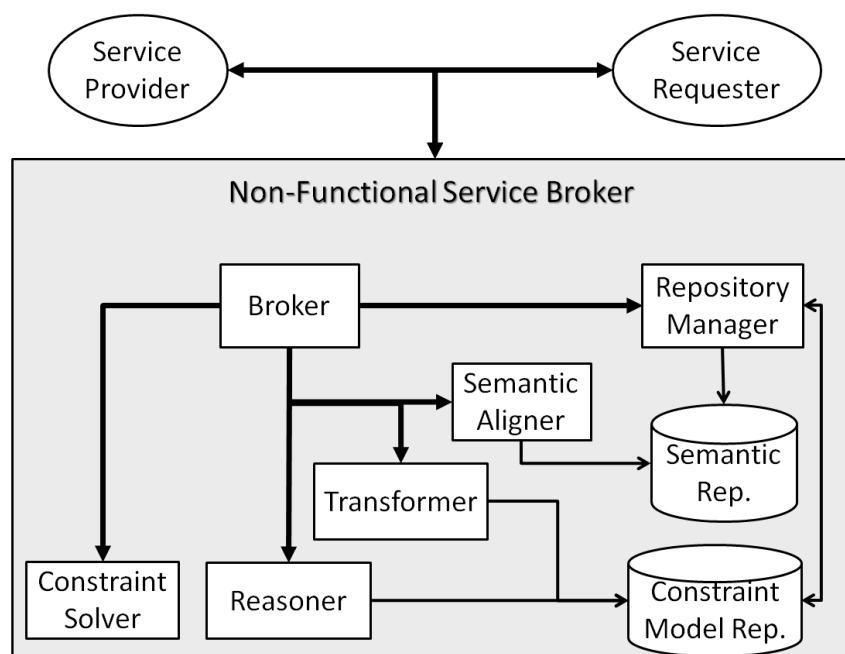 Service
Provider
Service
Requester
Non-Functional Service Broker
Broker
Repository
Manager
Semantic
Aligner
Semantic
Rep.
Transformer
Constraint
Solver
Reasoner
Constraint
Model Rep.